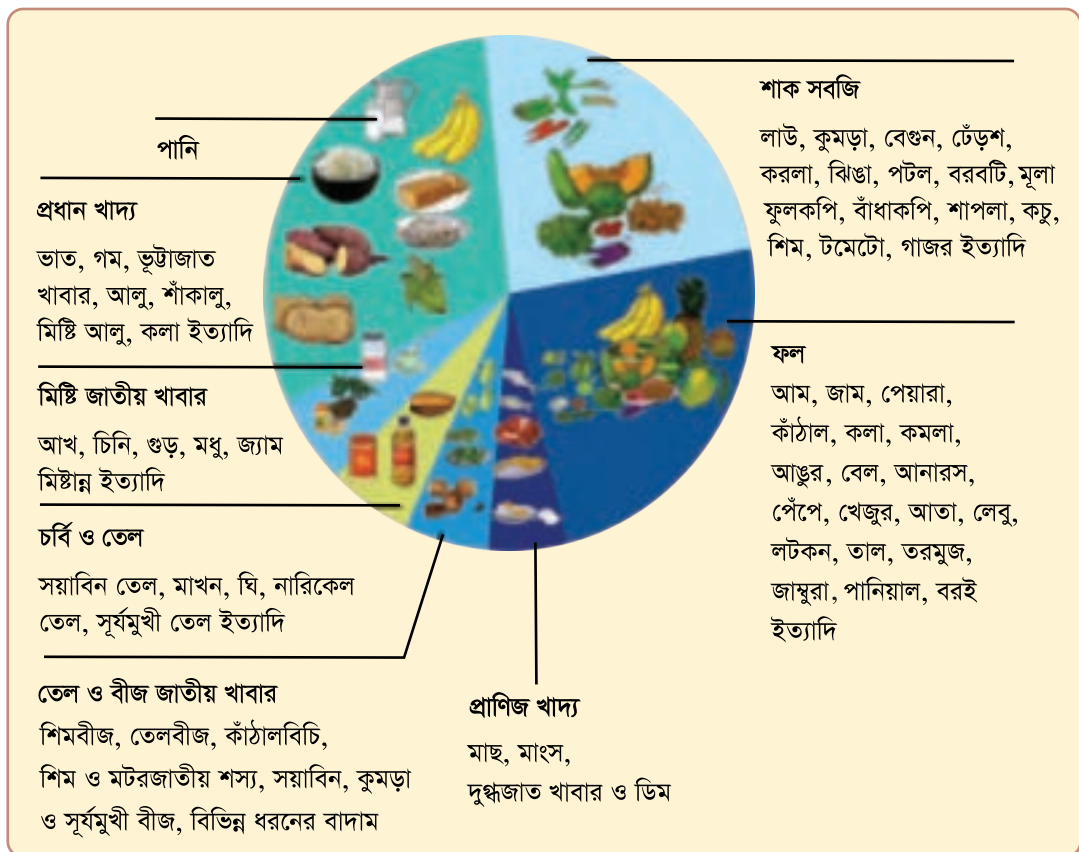 পানি
প্রধান খাদ্য
ভাত, গম, ভূট্টাজাত
খাবার, আলু, শাঁকালু,
মিষ্টি আলু, কলা ইত্যাদি
মিষ্টি জাতীয় খাবার
আখ, চিনি, গুড়, মধু, জ্যাম
মিষ্টান্ন ইত্যাদি
চর্বি ও তেল
সয়াবিন তেল, মাখন, ঘি, নারিকেল
তেল, সূর্যমুখী তেল ইত্যাদি
তেল ও বীজ জাতীয় খাবার
শিমবীজ, তেলবীজ, কাঁঠালবিচি,
শিম ও মটরজাতীয় শস্য, সয়াবিন, কুমড়া
ও সূর্যমুখী বীজ, বিভিন্ন ধরনের বাদাম
প্রাণিজ খাদ্য
মাছ, মাংস,
দুগ্ধজাত খাবার ও ডিম
শাক সবজি
লাউ, কুমড়া, বেগুন, ঢেঁড়শ,
করলা, ঝিঙা, পটল, বরবটি, মূলা
ফুলকপি, বাঁধাকপি, শাপলা, কচু,
শিম, টমেটো, গাজর ইত্যাদি
ফল
আম, জাম, পেয়ারা,
কাঁঠাল, কলা, কমলা,
আঙুর, বেল, আনারস,
পেঁপে, খেজুর, আতা, লেবু,
লটকন, তাল, তরমুজ,
জাম্বুরা, পানিয়াল, বরই
ইত্যাদি